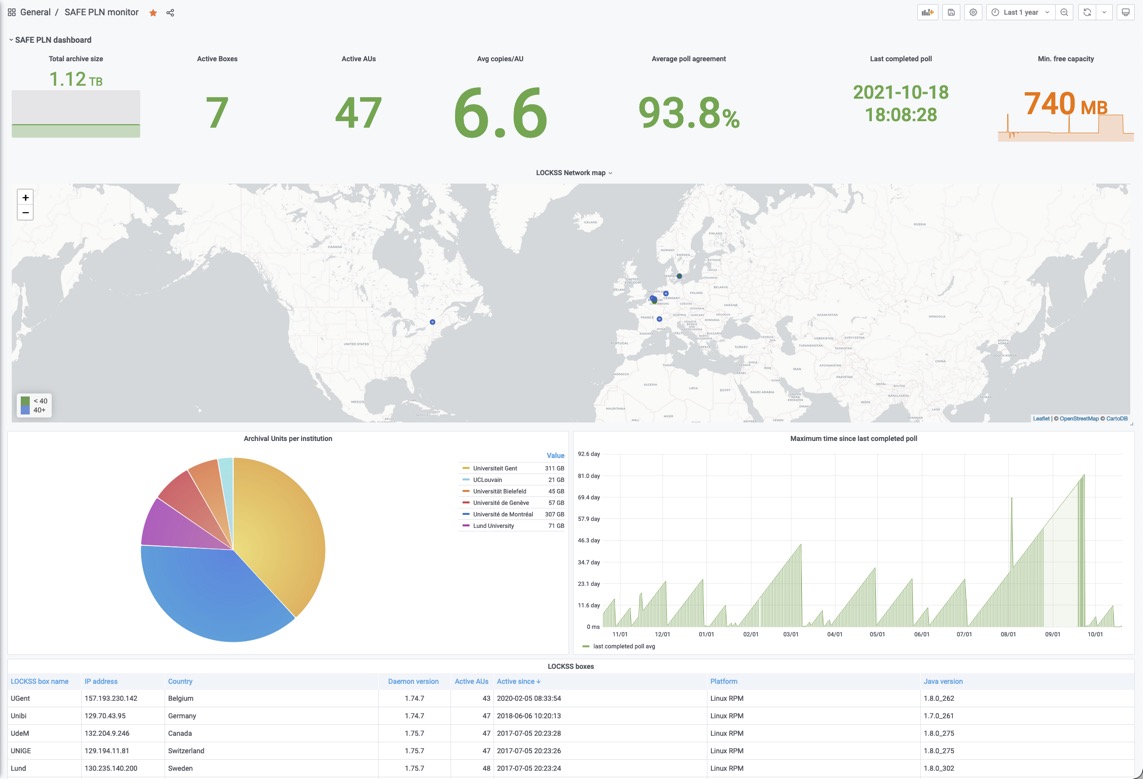 General / SAFE PLN monitor
Last 1 year
SAFE PLN dashboard
Total archive size
1.12 TB
Active Boxes
7
Active AUs
47
Avg copies/AU
6.6
Average poll agreement
93.8%
Last completed poll
2021-10-18
18:08:28
Min. free capacity
740 MB
LOCKSS Network map
+
−
< 40
40+
Leaflet | © OpenStreetMap © CartoDB
Archival Units per institution
Value
Universiteit Gent 311 GB
UCLouvain 21 GB
Universität Bielefeld 45 GB
Université de Genève 57 GB
Université de Montréal 307 GB
Lund University 71 GB
Maximum time since last completed poll
92.6 day
81.0 day
69.4 day
57.9 day
46.3 day
34.7 day
23.1 day
11.6 day
0 ms
11/01 12/01 01/01 02/01 03/01 04/01 05/01 06/01 07/01 08/01 09/01 10/01
last completed poll avg
LOCKSS boxes
LOCKSS box name IP address Country Daemon version Active AUs Active since Platform Java version
UGent 157.193.230.142 Belgium 1.74.7 43 2020-02-05 08:33:54 Linux RPM 1.8.0_262
Unibi 129.70.43.95 Germany 1.74.7 47 2018-06-06 10:20:13 Linux RPM 1.7.0_261
UdeM 132.204.9.246 Canada 1.75.7 47 2017-07-05 20:23:28 Linux RPM 1.8.0_275
UNIGE 129.194.11.81 Switzerland 1.75.7 47 2017-07-05 20:23:26 Linux RPM 1.8.0_275
Lund 130.235.140.200 Sweden 1.75.7 48 2017-07-05 20:23:24 Linux RPM 1.8.0_302